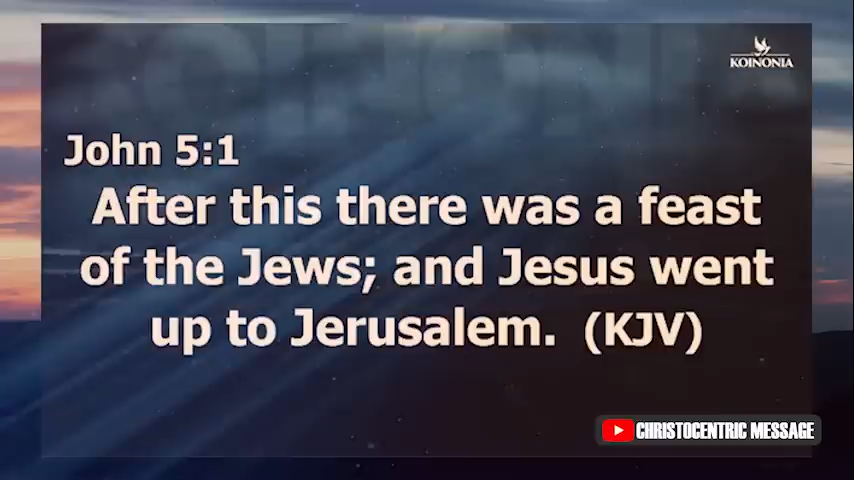 KOINONIA
John 5:1
After this there was a feast
of the Jews; and Jesus went
up to Jerusalem. (KJV)
CHRISTOCENTRIC MESSAGE